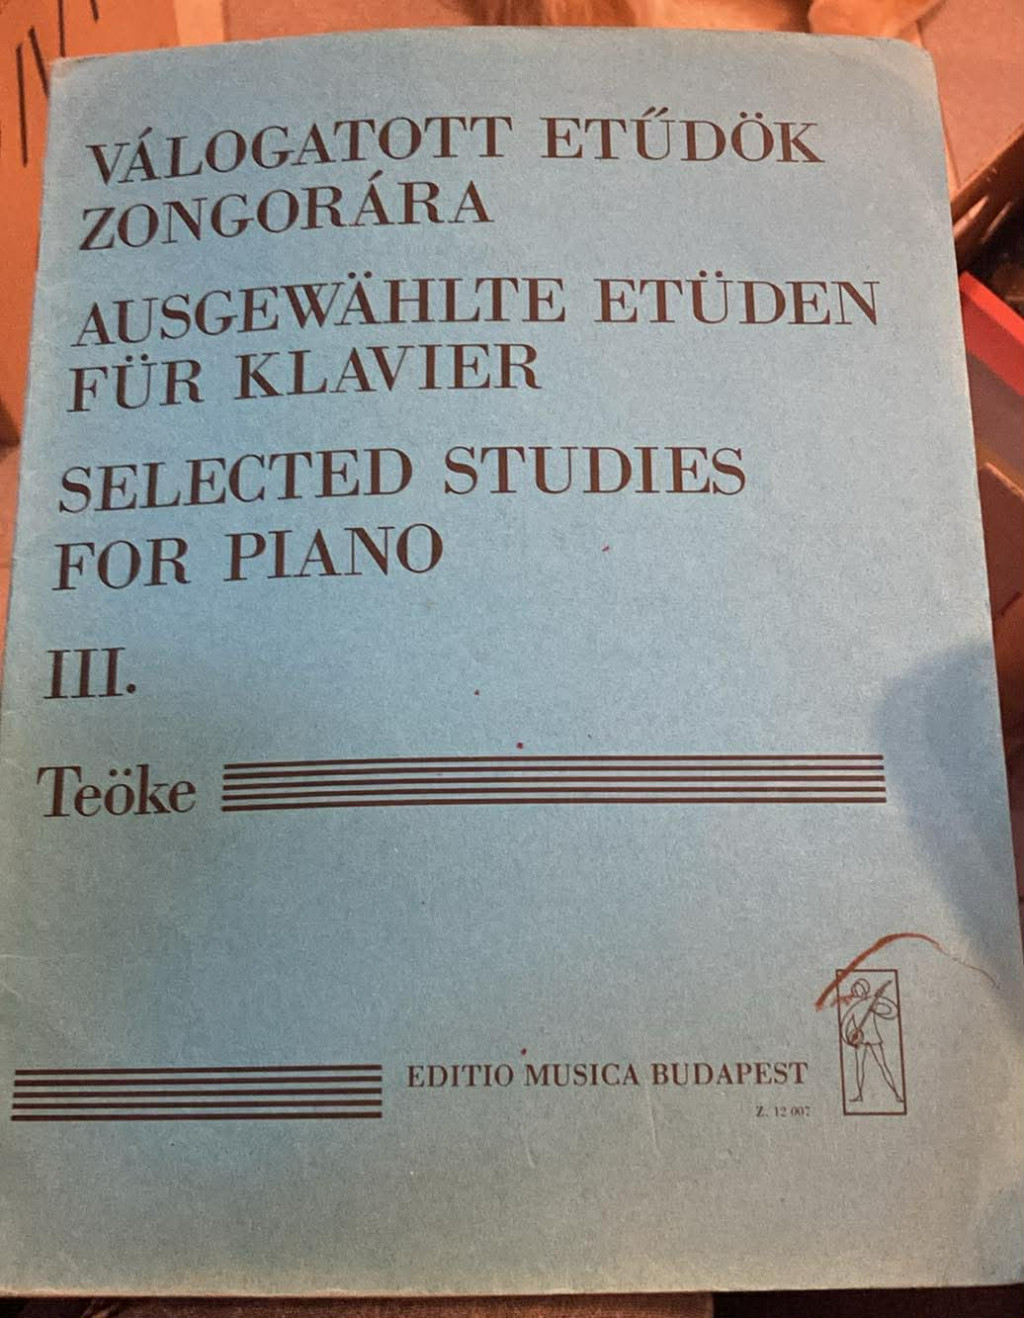 VÁLOGATOTT ETŰDÖK
ZONGORÁRA
AUSGEWÄHLTE ETÜDEN
FÜR KLAVIER
SELECTED STUDIES
FOR PIANO
III.
Teöke
EDITIO MUSICA BUDAPEST
Z. 12 007